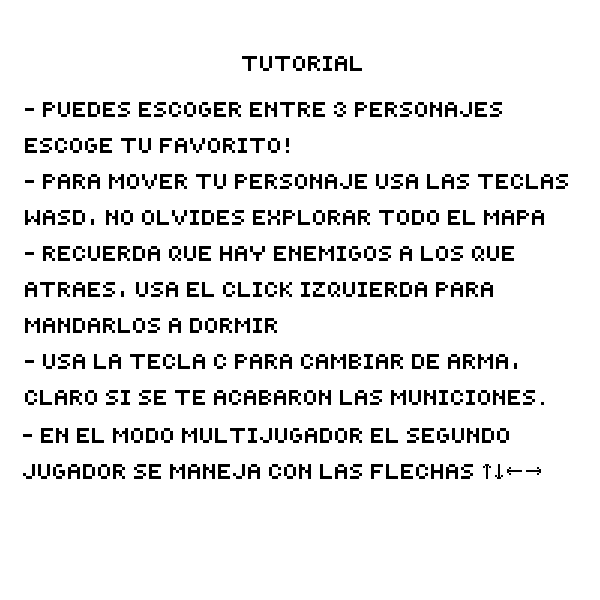 TUTORIAL
- PUEDES ESCOGER ENTRE 3 PERSONAJES
ESCOGE TU FAVORITO!
- PARA MOVER TU PERSONAJE USA LAS TECLAS
WASD, NO OLVIDES EXPLORAR TODO EL MAPA
- RECUERDA QUE HAY ENEMIGOS A LOS QUE
ATRAES, USA EL CLICK IZQUIERDA PARA
MANDARLOS A DORMIR
- USA LA TECLA C PARA CAMBIAR DE ARMA,
CLARO SI SE TE ACABARON LAS MUNICIONES.
- EN EL MODO MULTIJUGADOR EL SEGUNDO
JUGADOR SE MANEJA CON LAS FLECHAS ↑↓←→